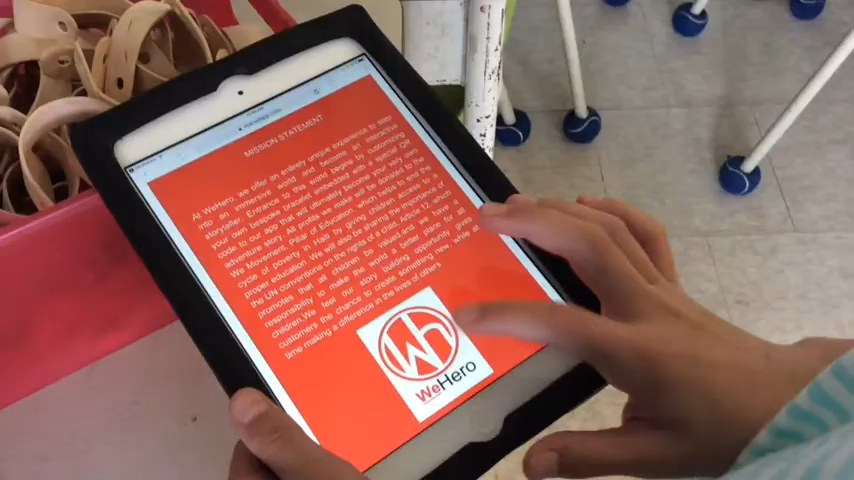 MISSION STATEMENT
At WeHero, we offer an entirely unique experience to step
into an immersive world and become an interactive
storyteller. Entrance to this world begins by customizing
your own bespoke bracelet embedded with a special QR
code to our app that will ultimately become your very own
adventure story. All profits we make will be donated to the
We Movement, Pillar of Education, which helps to end the
cycle of poverty in Haiti by giving children access to
proper education. We will also be sharing the importance of
the UN conventions on the rights of a child, Article 12, which
promotes that all children be valued and we have a
responsibility to make the world a better place for all
children. We feel our story building opportunity gives
customers the chance to create something new, while at
time making a difference in the lives of others.
wh
WeHero